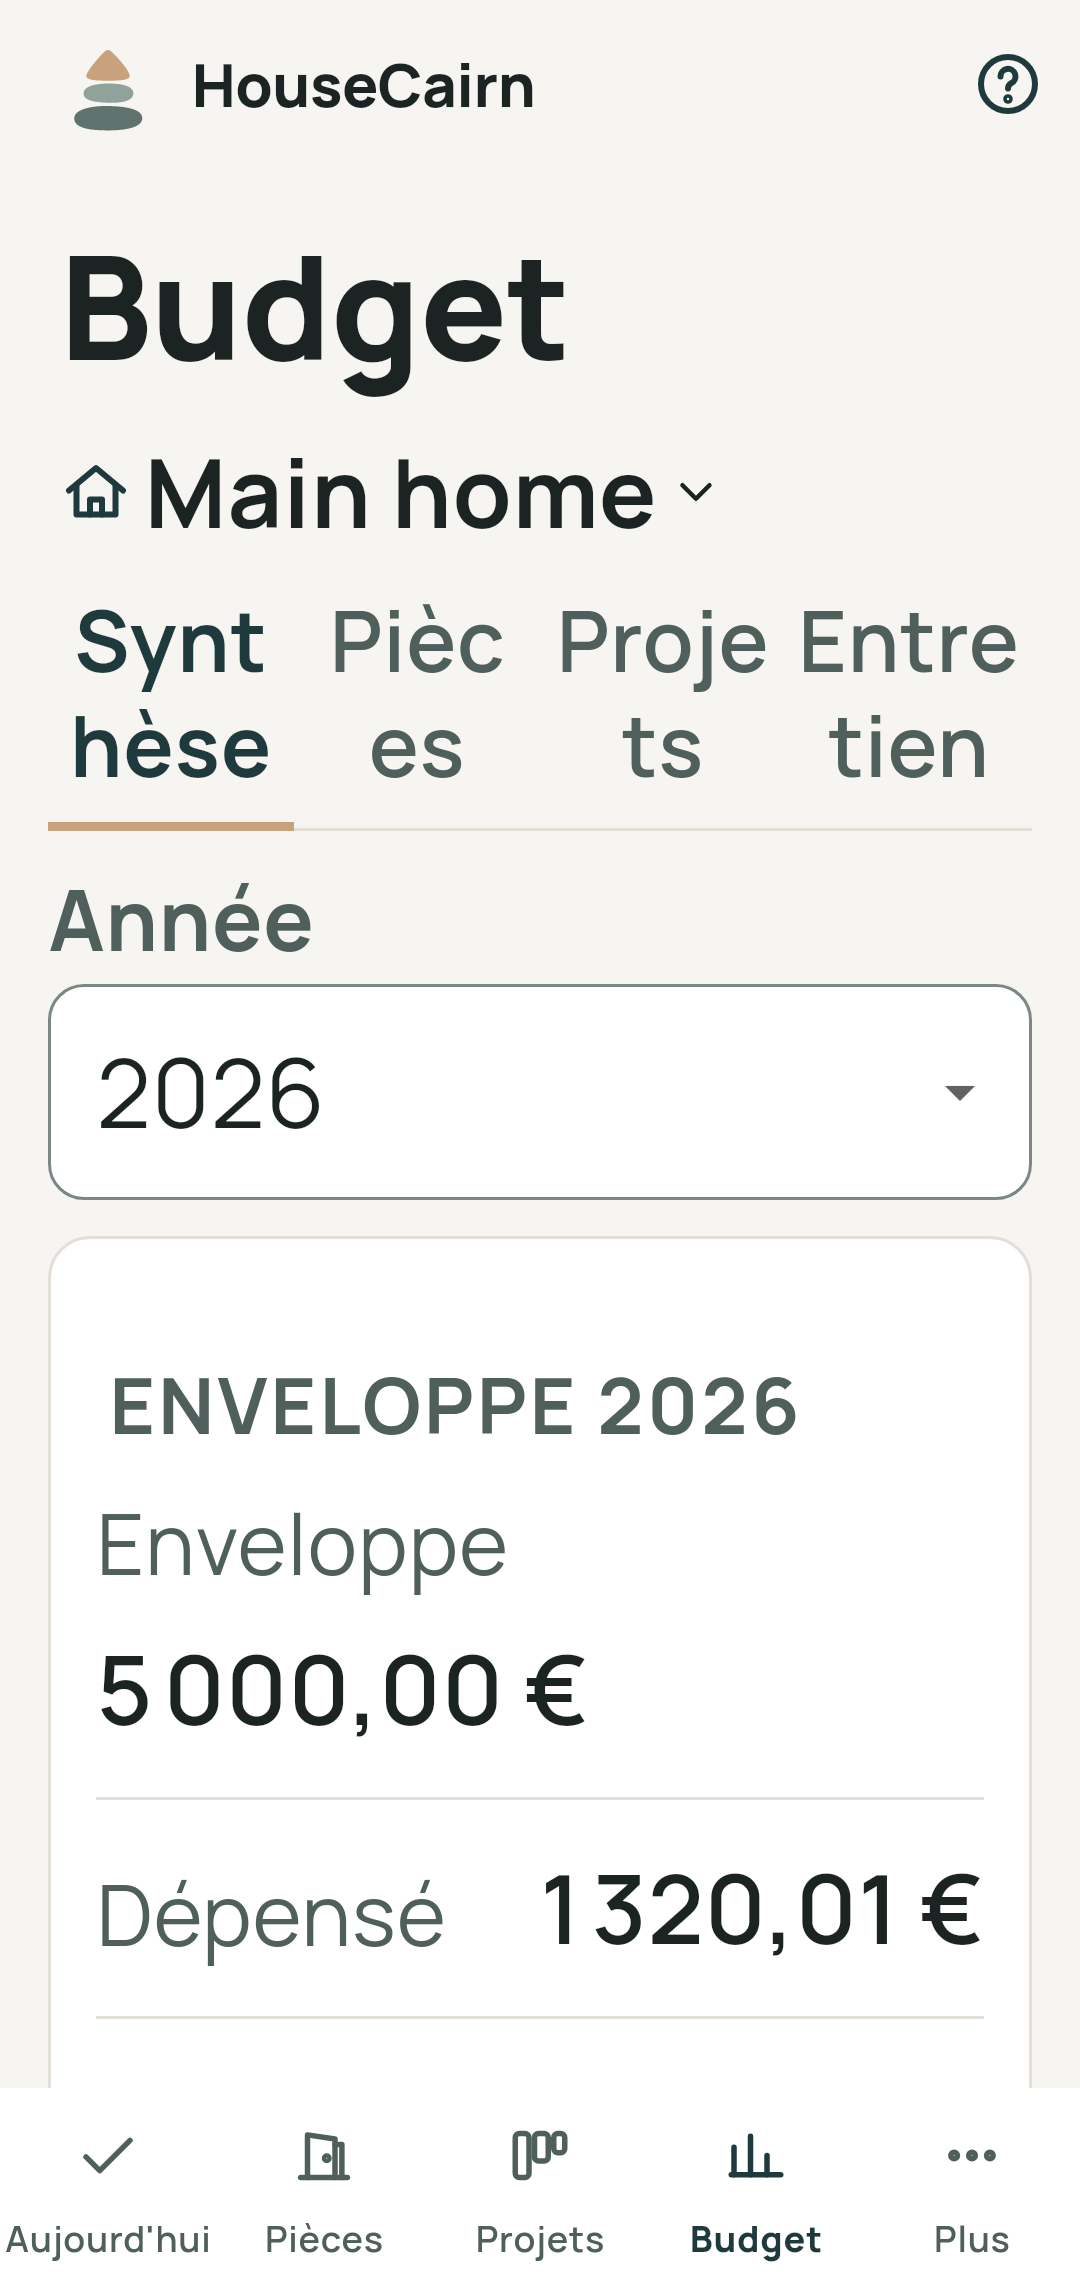 HouseCairn
Budget
Main home
Synt
hèse
Pièc
es
Proje
ts
Entre
tien
Année
2026
ENVELOPPE 2026
Enveloppe
5 000,00 €
Dépensé 1 320,01 €
Aujourd'hui Pièces Projets Budget Plus